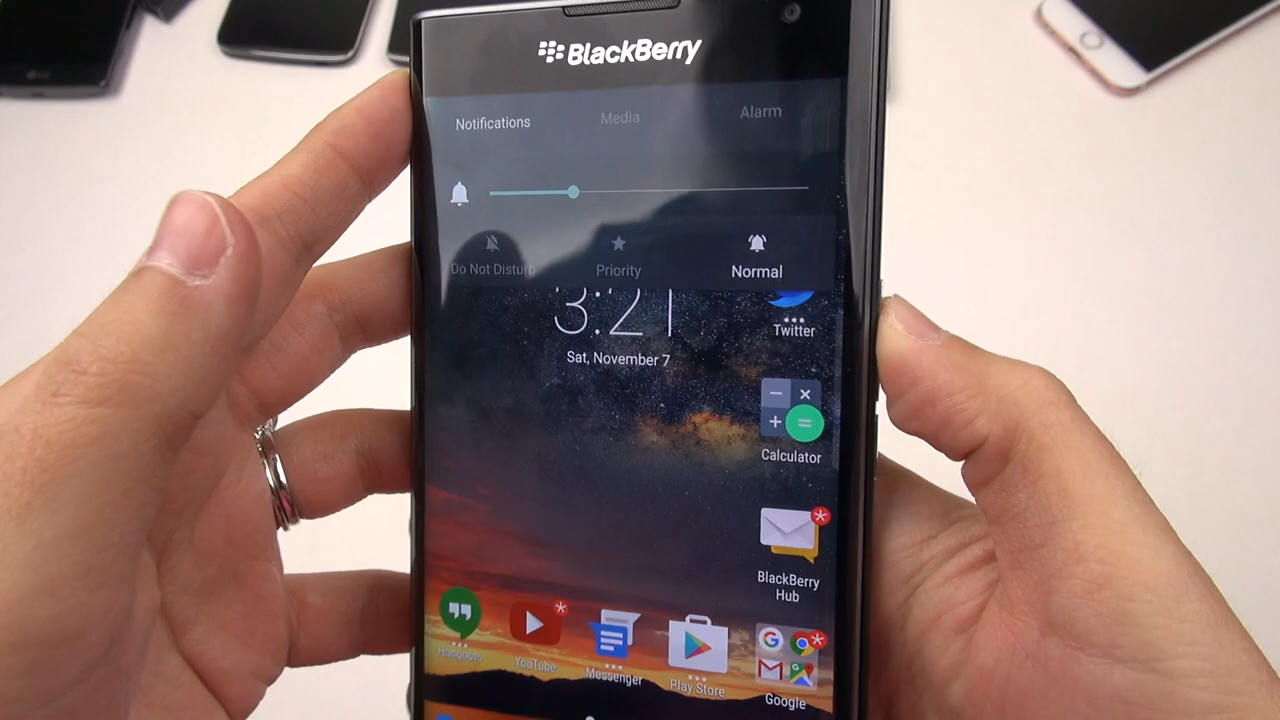 BlackBerry
Notifications
Media
Alarm
Do Not Disturb
Priority
Normal
3:21
Sat, November 7
Twitter
Calculator
BlackBerry
Hub
Hangouts
YouTube
Messenger
Play Store
Google
LG